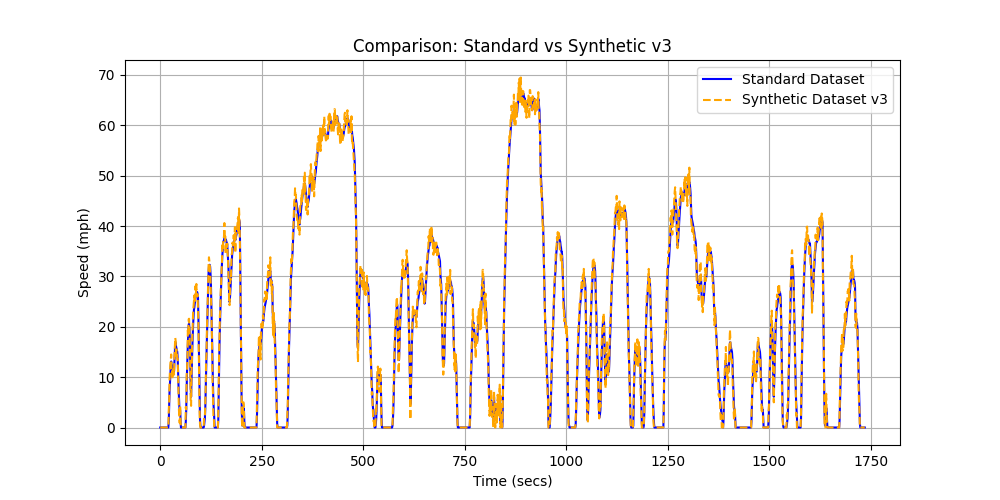 Comparison: Standard vs Synthetic v3
Standard Dataset
Synthetic Dataset v3
Speed (mph)
70
60
50
40
30
20
10
0
0 250 500 750 1000 1250 1500 1750
Time (secs)